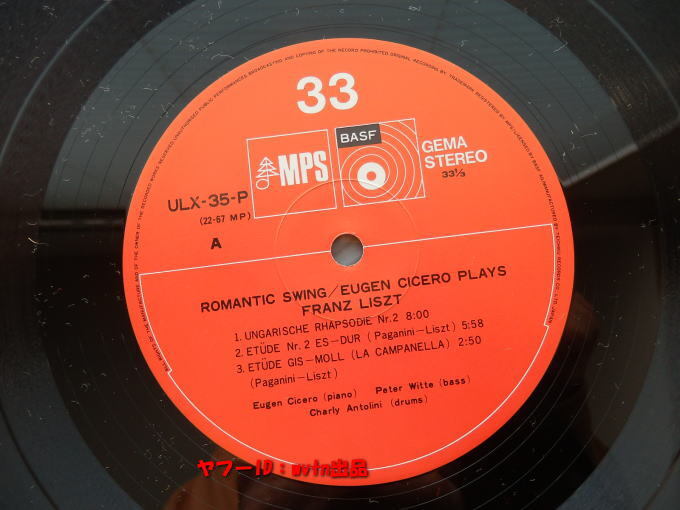 33
MPS
BASF
GEMA
STEREO
33⅓
ULX-35-P
(22-67 MP)
A
ROMANTIC SWING/EUGEN CICERO PLAYS
FRANZ LISZT
1. UNGARISCHE RHAPSODIE Nr.2 8:00
2. ETÜDE Nr. 2 ES-DUR (Paganini-Liszt) 5:58
3. ETÜDE GIS-MOLL (LA CAMPANELLA) 2:50
(Paganini-Liszt)
Eugen Cicero (piano) Peter Witte (bass)
Charly Antolini (drums)
ヤフーID：
出品